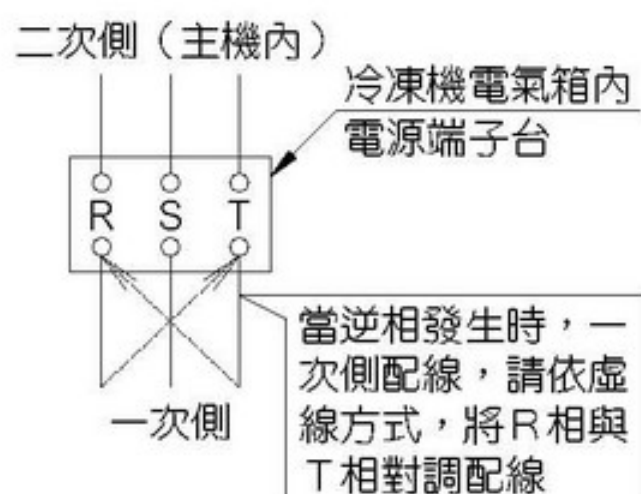 二次側（主機內）
冷凍機電氣箱內
電源端子台
R S T
當逆相發生時，一
次側配線，請依虛
線方式，將R相與
T相對調配線
一次側